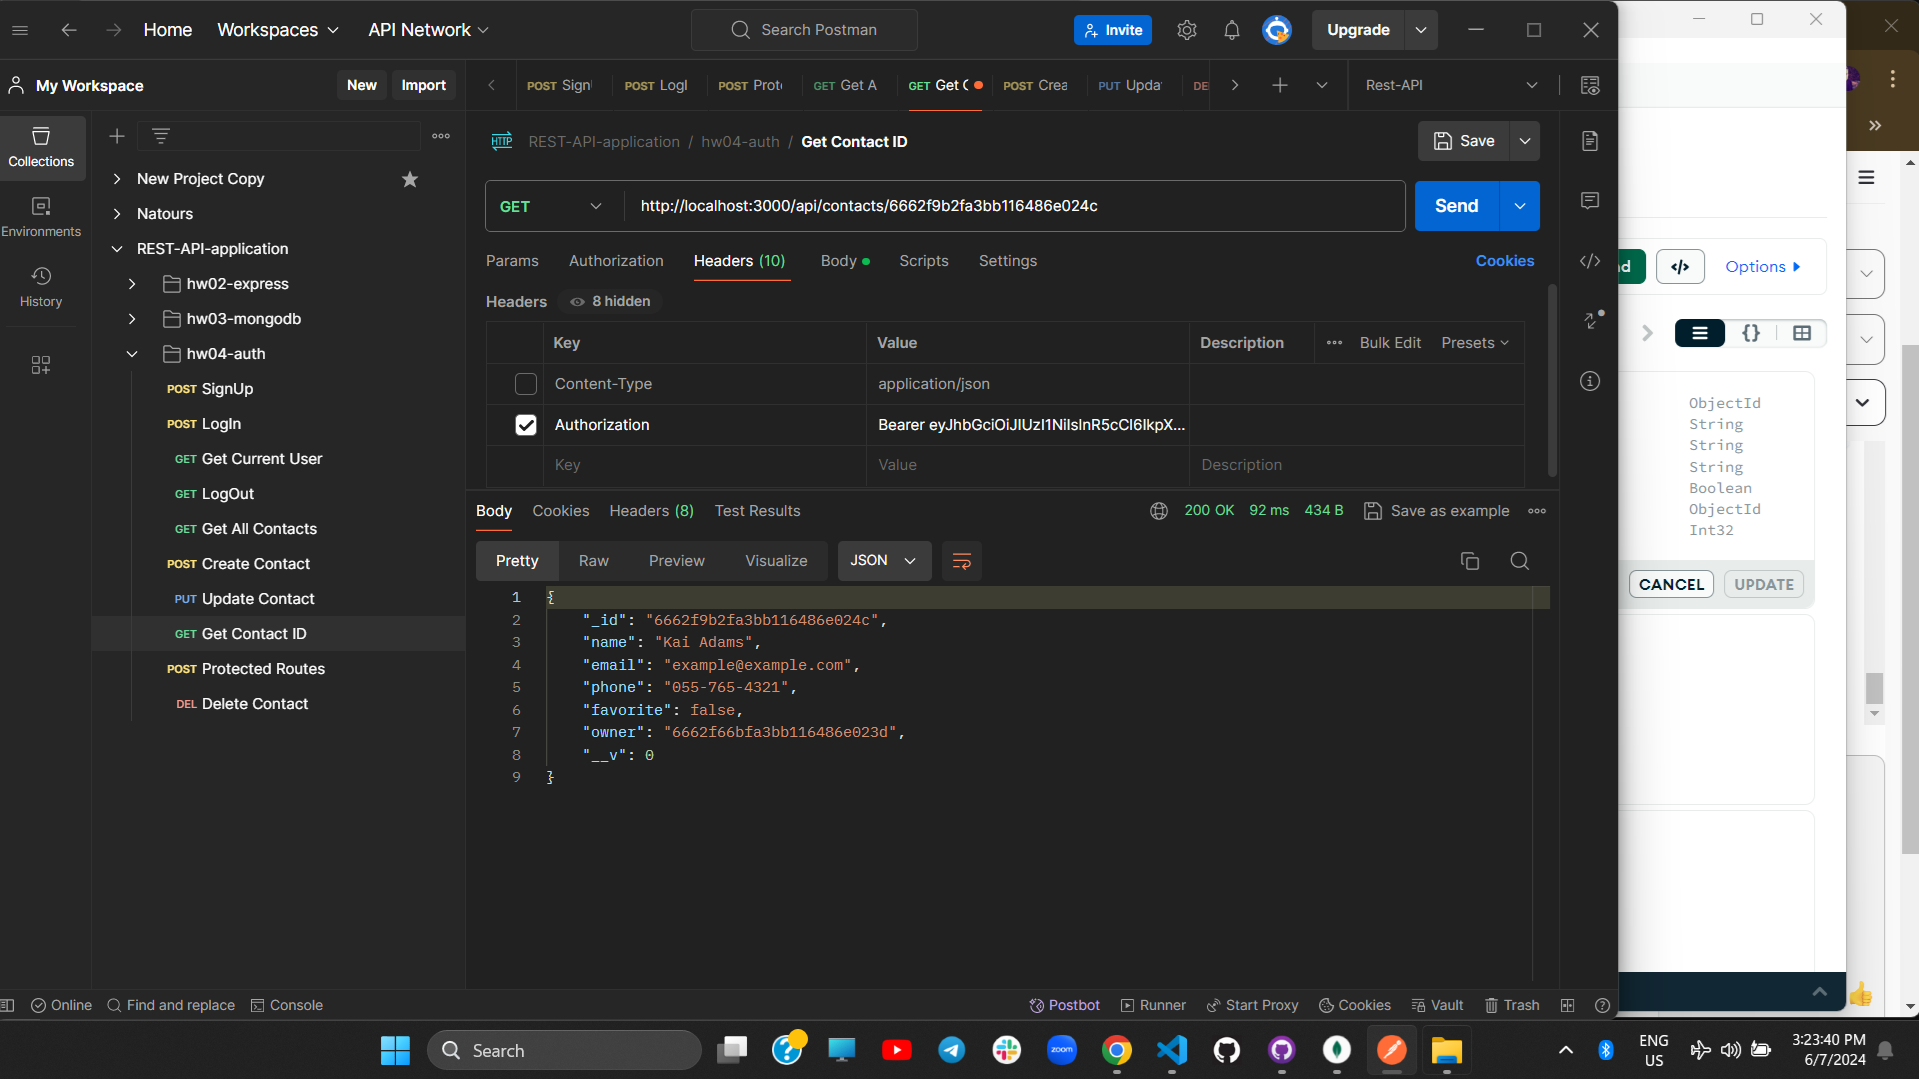 Home
Workspaces
API Network
Search Postman
Invite
Upgrade
My Workspace
New
Import
POST Sign
POST LogI
POST Prot
GET Get A
GET Get C
POST Crea
PUT Upda
DE
Rest-API
Collections
Environments
History
New Project Copy
Natours
REST-API-application
hw02-express
hw03-mongodb
hw04-auth
POST SignUp
POST LogIn
GET Get Current User
GET LogOut
GET Get All Contacts
POST Create Contact
PUT Update Contact
GET Get Contact ID
POST Protected Routes
DEL Delete Contact
HTTP REST-API-application / hw04-auth / Get Contact ID
Save
GET
http://localhost:3000/api/contacts/6662f9b2fa3bb116486e024c
Send
Params
Authorization
Headers (10)
Body
Scripts
Settings
Cookies
Headers
8 hidden
Key
Value
Description
Bulk Edit
Presets
Content-Type
application/json
Authorization
Bearer eyJhbGciOiJIUzI1NiIsInR5cCI6IkpX...
Key
Value
Description
Body
Cookies
Headers (8)
Test Results
200 OK
92 ms
434 B
Save as example
Pretty
Raw
Preview
Visualize
JSON
1 {
2 "_id": "6662f9b2fa3bb116486e024c",
3 "name": "Kai Adams",
4 "email": "example@example.com",
5 "phone": "055-765-4321",
6 "favorite": false,
7 "owner": "6662f66bfa3bb116486e023d",
8 "__v": 0
9 }
d
</>
Options
{}
ObjectId
String
String
String
Boolean
ObjectId
Int32
CANCEL
UPDATE
Online
Find and replace
Console
Postbot
Runner
Start Proxy
Cookies
Vault
Trash
Search
zoom
ENG
US
3:23:40 PM
6/7/2024